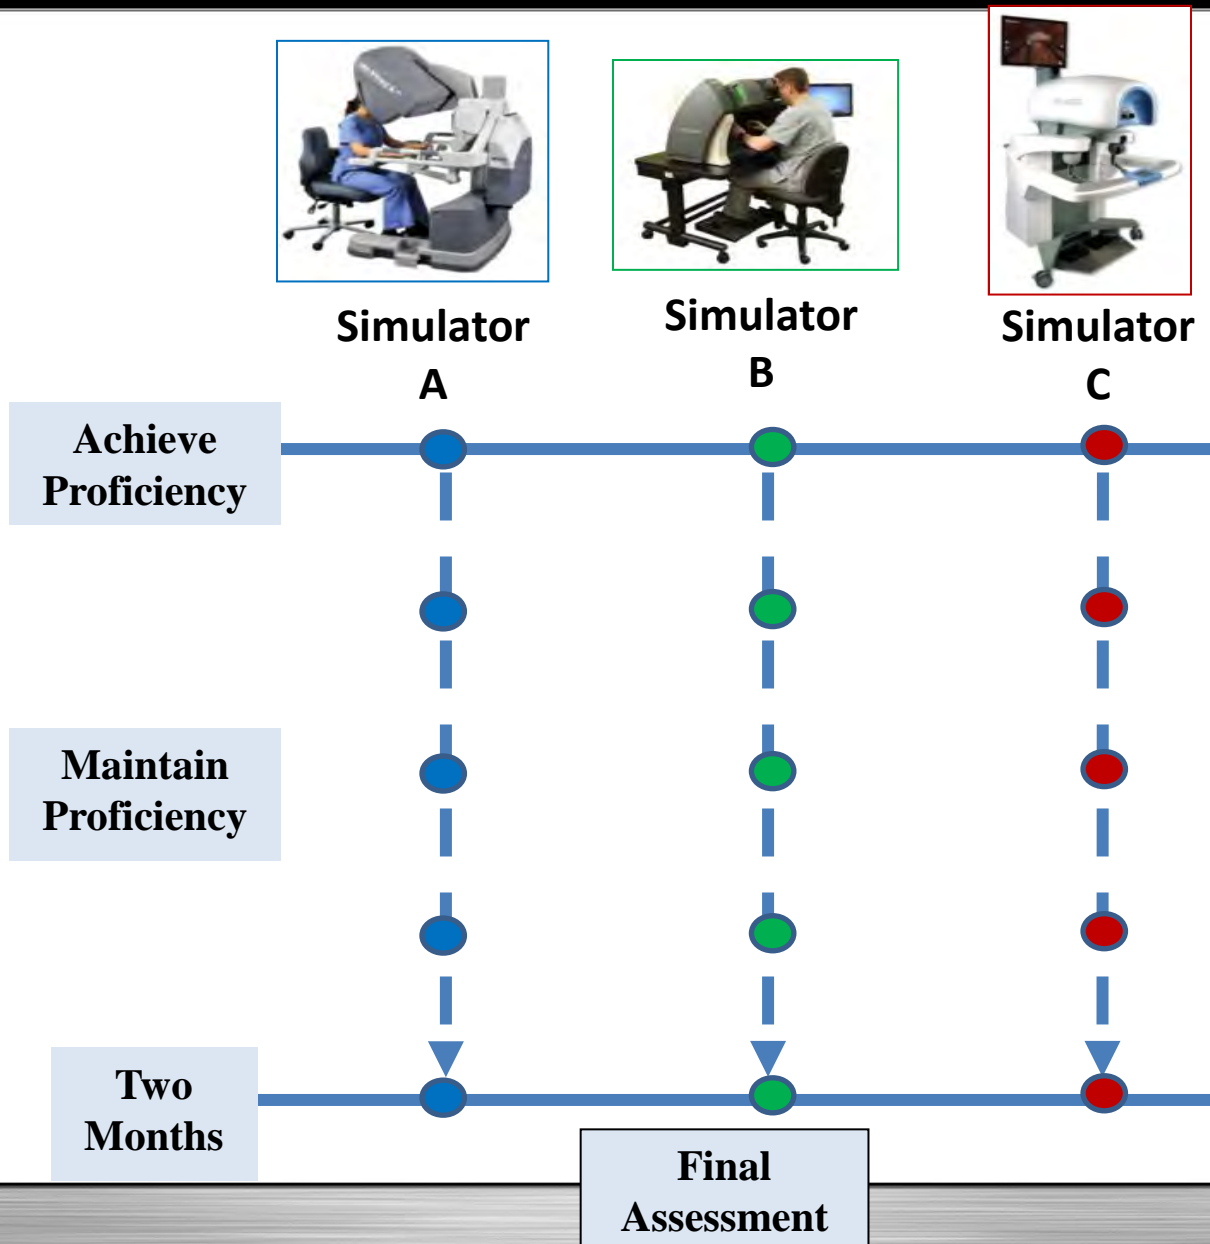 Simulator
A
Simulator
B
Simulator
C
Achieve
Proficiency
Maintain
Proficiency
Two
Months
Final
Assessment